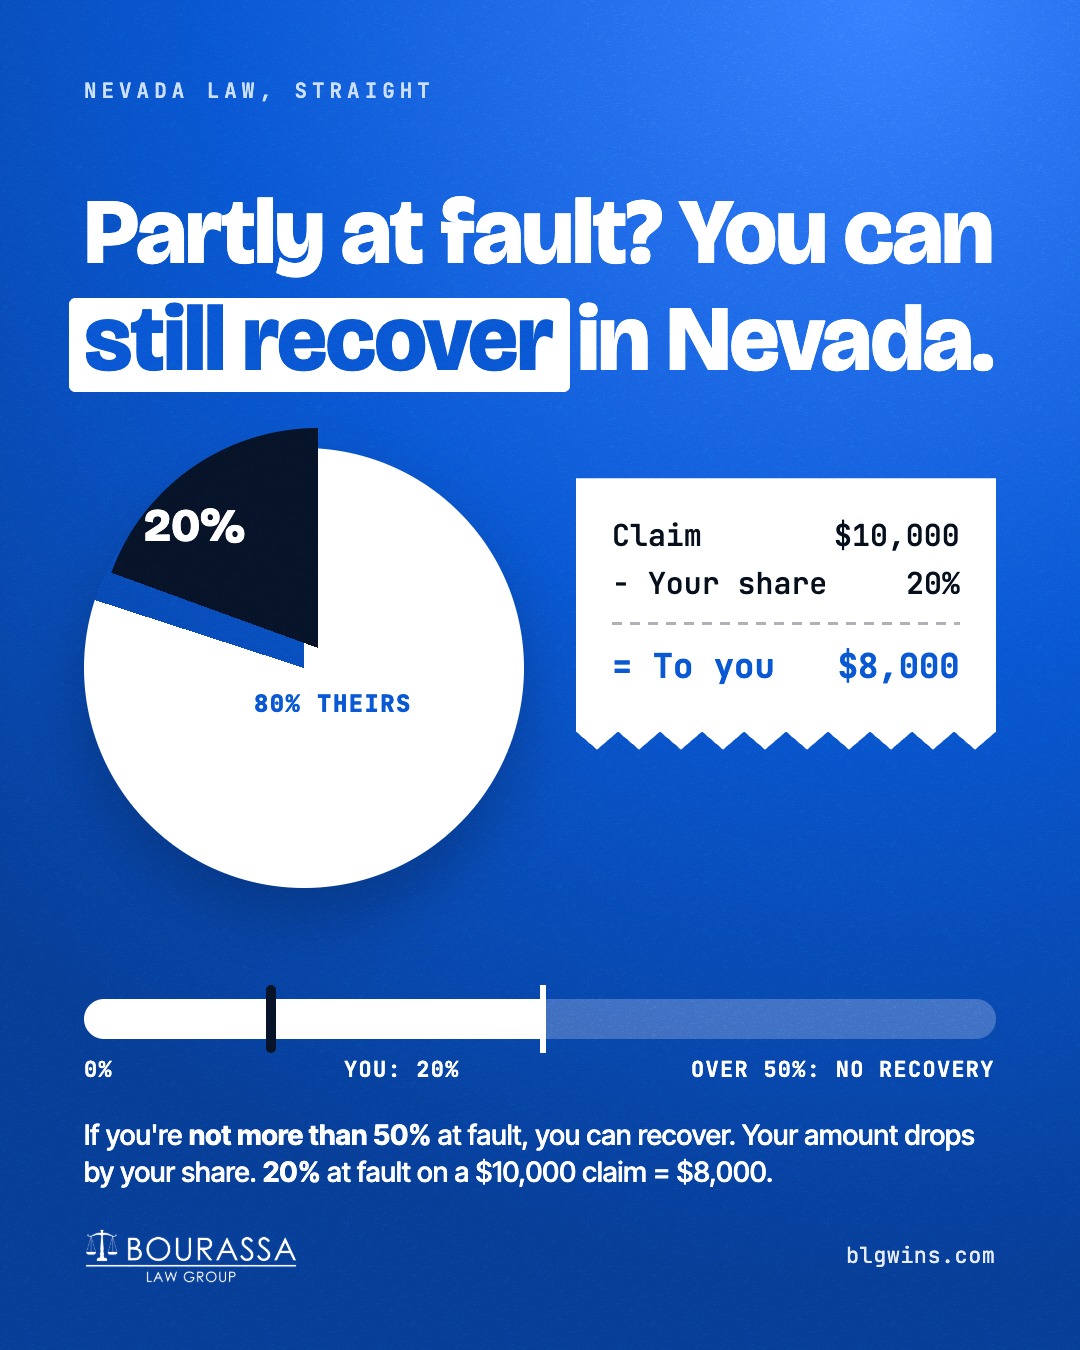 NEVADA LAW, STRAIGHT
Partly at fault? You can
still recover in Nevada.
20%
80% THEIRS
Claim $10,000
- Your share 20%
= To you $8,000
0% YOU: 20% OVER 50%: NO RECOVERY
If you're not more than 50% at fault, you can recover. Your amount drops
by your share. 20% at fault on a $10,000 claim = $8,000.
BOURASSA
LAW GROUP
blgwins.com